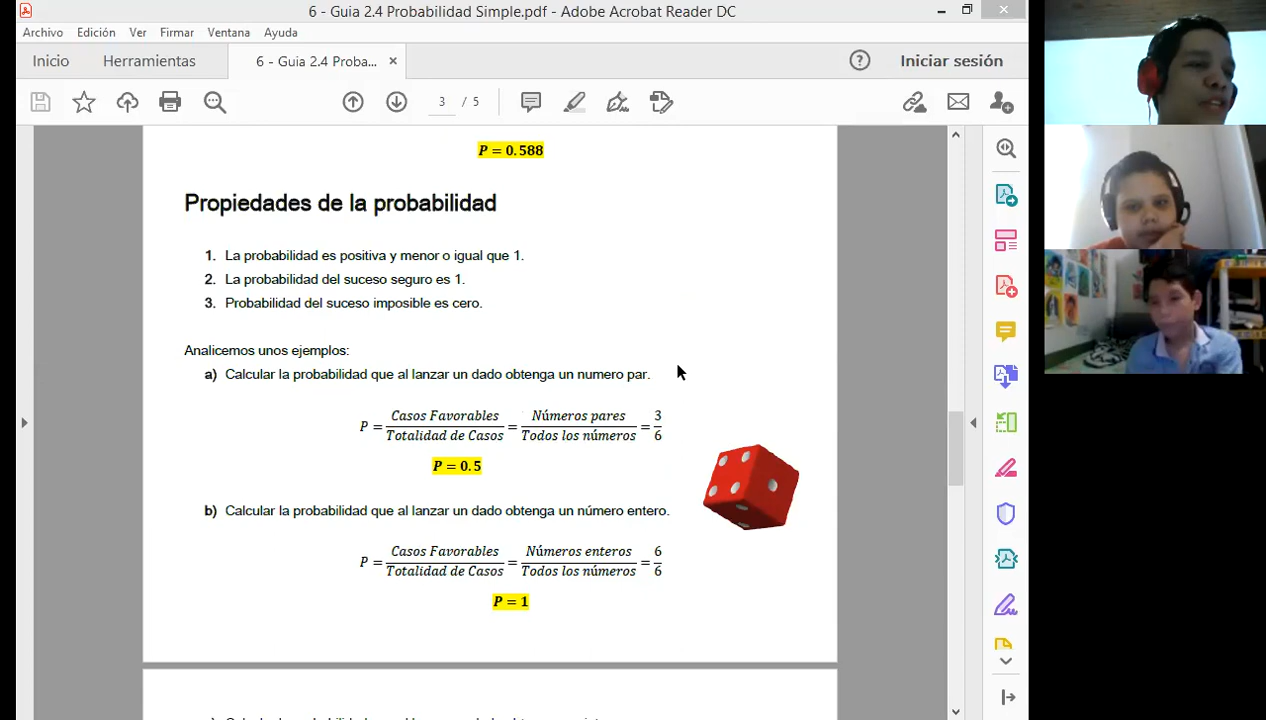 6 - Guia 2.4 Probabilidad Simple.pdf - Adobe Acrobat Reader DC
Archivo Edición Ver Firmar Ventana Ayuda
Inicio Herramientas 6 - Guia 2.4 Proba... × ? Iniciar sesión
3 / 5
P = 0.588
Propiedades de la probabilidad
1. La probabilidad es positiva y menor o igual que 1.
2. La probabilidad del suceso seguro es 1.
3. Probabilidad del suceso imposible es cero.
Analicemos unos ejemplos:
a) Calcular la probabilidad que al lanzar un dado obtenga un numero par.
P = Casos Favorables / Totalidad de Casos = Números pares / Todos los números = 3 / 6
P = 0.5
b) Calcular la probabilidad que al lanzar un dado obtenga un número entero.
P = Casos Favorables / Totalidad de Casos = Números enteros / Todos los números = 6 / 6
P = 1